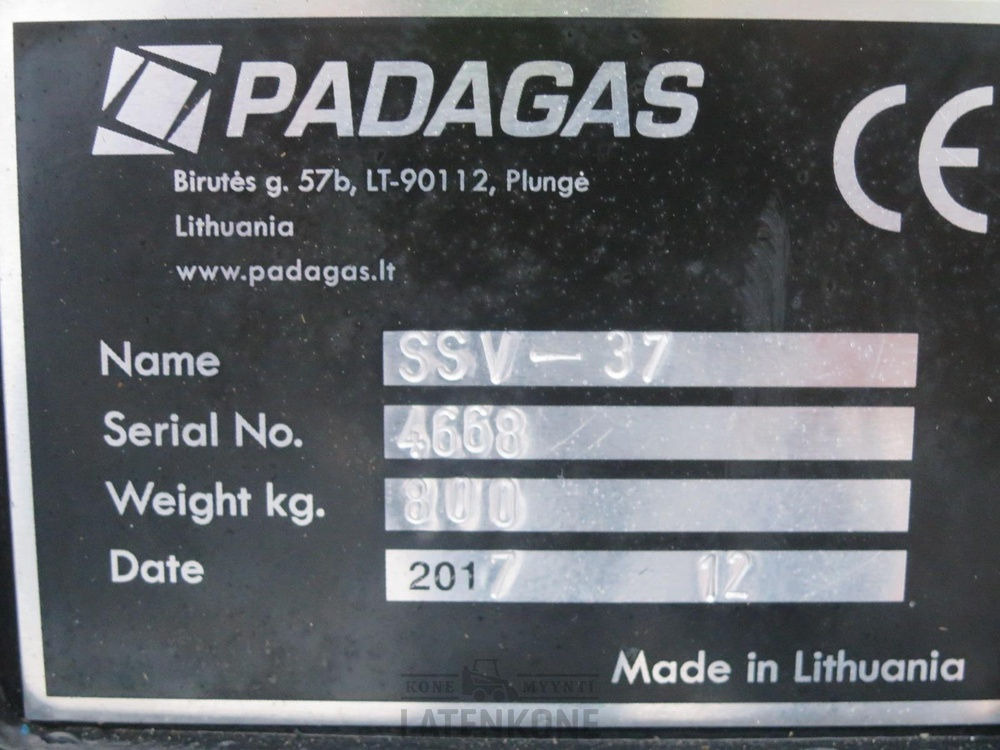 PADAGAS
CE
Birutės g. 57b, LT-90112, Plungė
Lithuania
www.padagas.lt
Name SSV-37
Serial No. 4668
Weight kg. 800
Date 2017 12
Made in Lithuania
KONE MYYNTI
LATENKONE